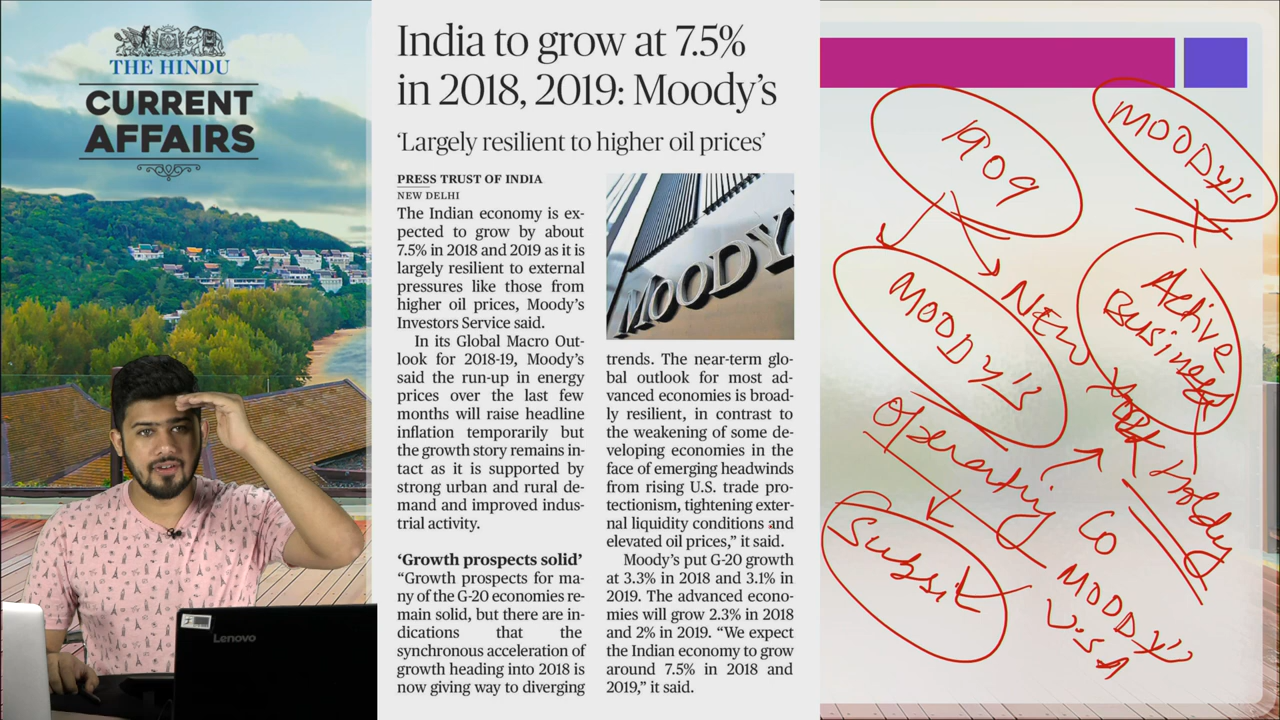 THE HINDU
CURRENT
AFFAIRS
India to grow at 7.5%
in 2018, 2019: Moody's
'Largely resilient to higher oil prices'
PRESS TRUST OF INDIA
NEW DELHI
The Indian economy is ex-
pected to grow by about
7.5% in 2018 and 2019 as it is
largely resilient to external
pressures like those from
higher oil prices, Moody's
Investors Service said.
In its Global Macro Out-
look for 2018-19, Moody's
said the run-up in energy
prices over the last few
months will raise headline
inflation temporarily but
the growth story remains in-
tact as it is supported by
strong urban and rural de-
mand and improved indus-
trial activity.
'Growth prospects solid'
"Growth prospects for ma-
ny of the G-20 economies re-
main solid, but there are in-
dications that the
synchronous acceleration of
growth heading into 2018 is
now giving way to diverging
MOODY
trends. The near-term glo-
bal outlook for most ad-
vanced economies is broad-
ly resilient, in contrast to
the weakening of some de-
veloping economies in the
face of emerging headwinds
from rising U.S. trade pro-
tectionism, tightening exter-
nal liquidity conditions and
elevated oil prices," it said.
Moody's put G-20 growth
at 3.3% in 2018 and 3.1% in
2019. The advanced econo-
mies will grow 2.3% in 2018
and 2% in 2019. "We expect
the Indian economy to grow
around 7.5% in 2018 and
2019," it said.
1909
MOODY'S
MOODY'S
NEW
YORK
Active
Business
Operating
Co
MOODY'S
U.S.A
Lenovo